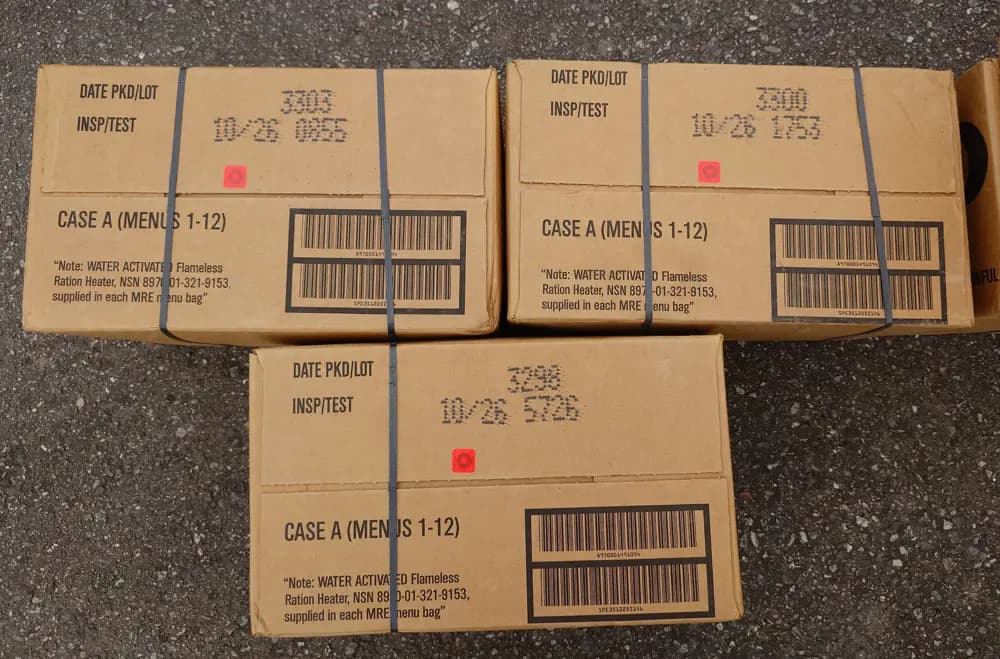 DATE PKD/LOT
3303
INSP/TEST
10/26 0855
CASE A (MENUS 1-12)
"Note: WATER ACTIVATED Flameless
Ration Heater, NSN 8970-01-321-9153,
supplied in each MRE menu bag"
DATE PKD/LOT
3300
INSP/TEST
10/26 1753
CASE A (MENUS 1-12)
"Note: WATER ACTIVATED Flameless
Ration Heater, NSN 8970-01-321-9153,
supplied in each MRE menu bag"
DATE PKD/LOT
3298
INSP/TEST
10/26 5726
CASE A (MENUS 1-12)
"Note: WATER ACTIVATED Flameless
Ration Heater, NSN 8970-01-321-9153,
supplied in each MRE menu bag"